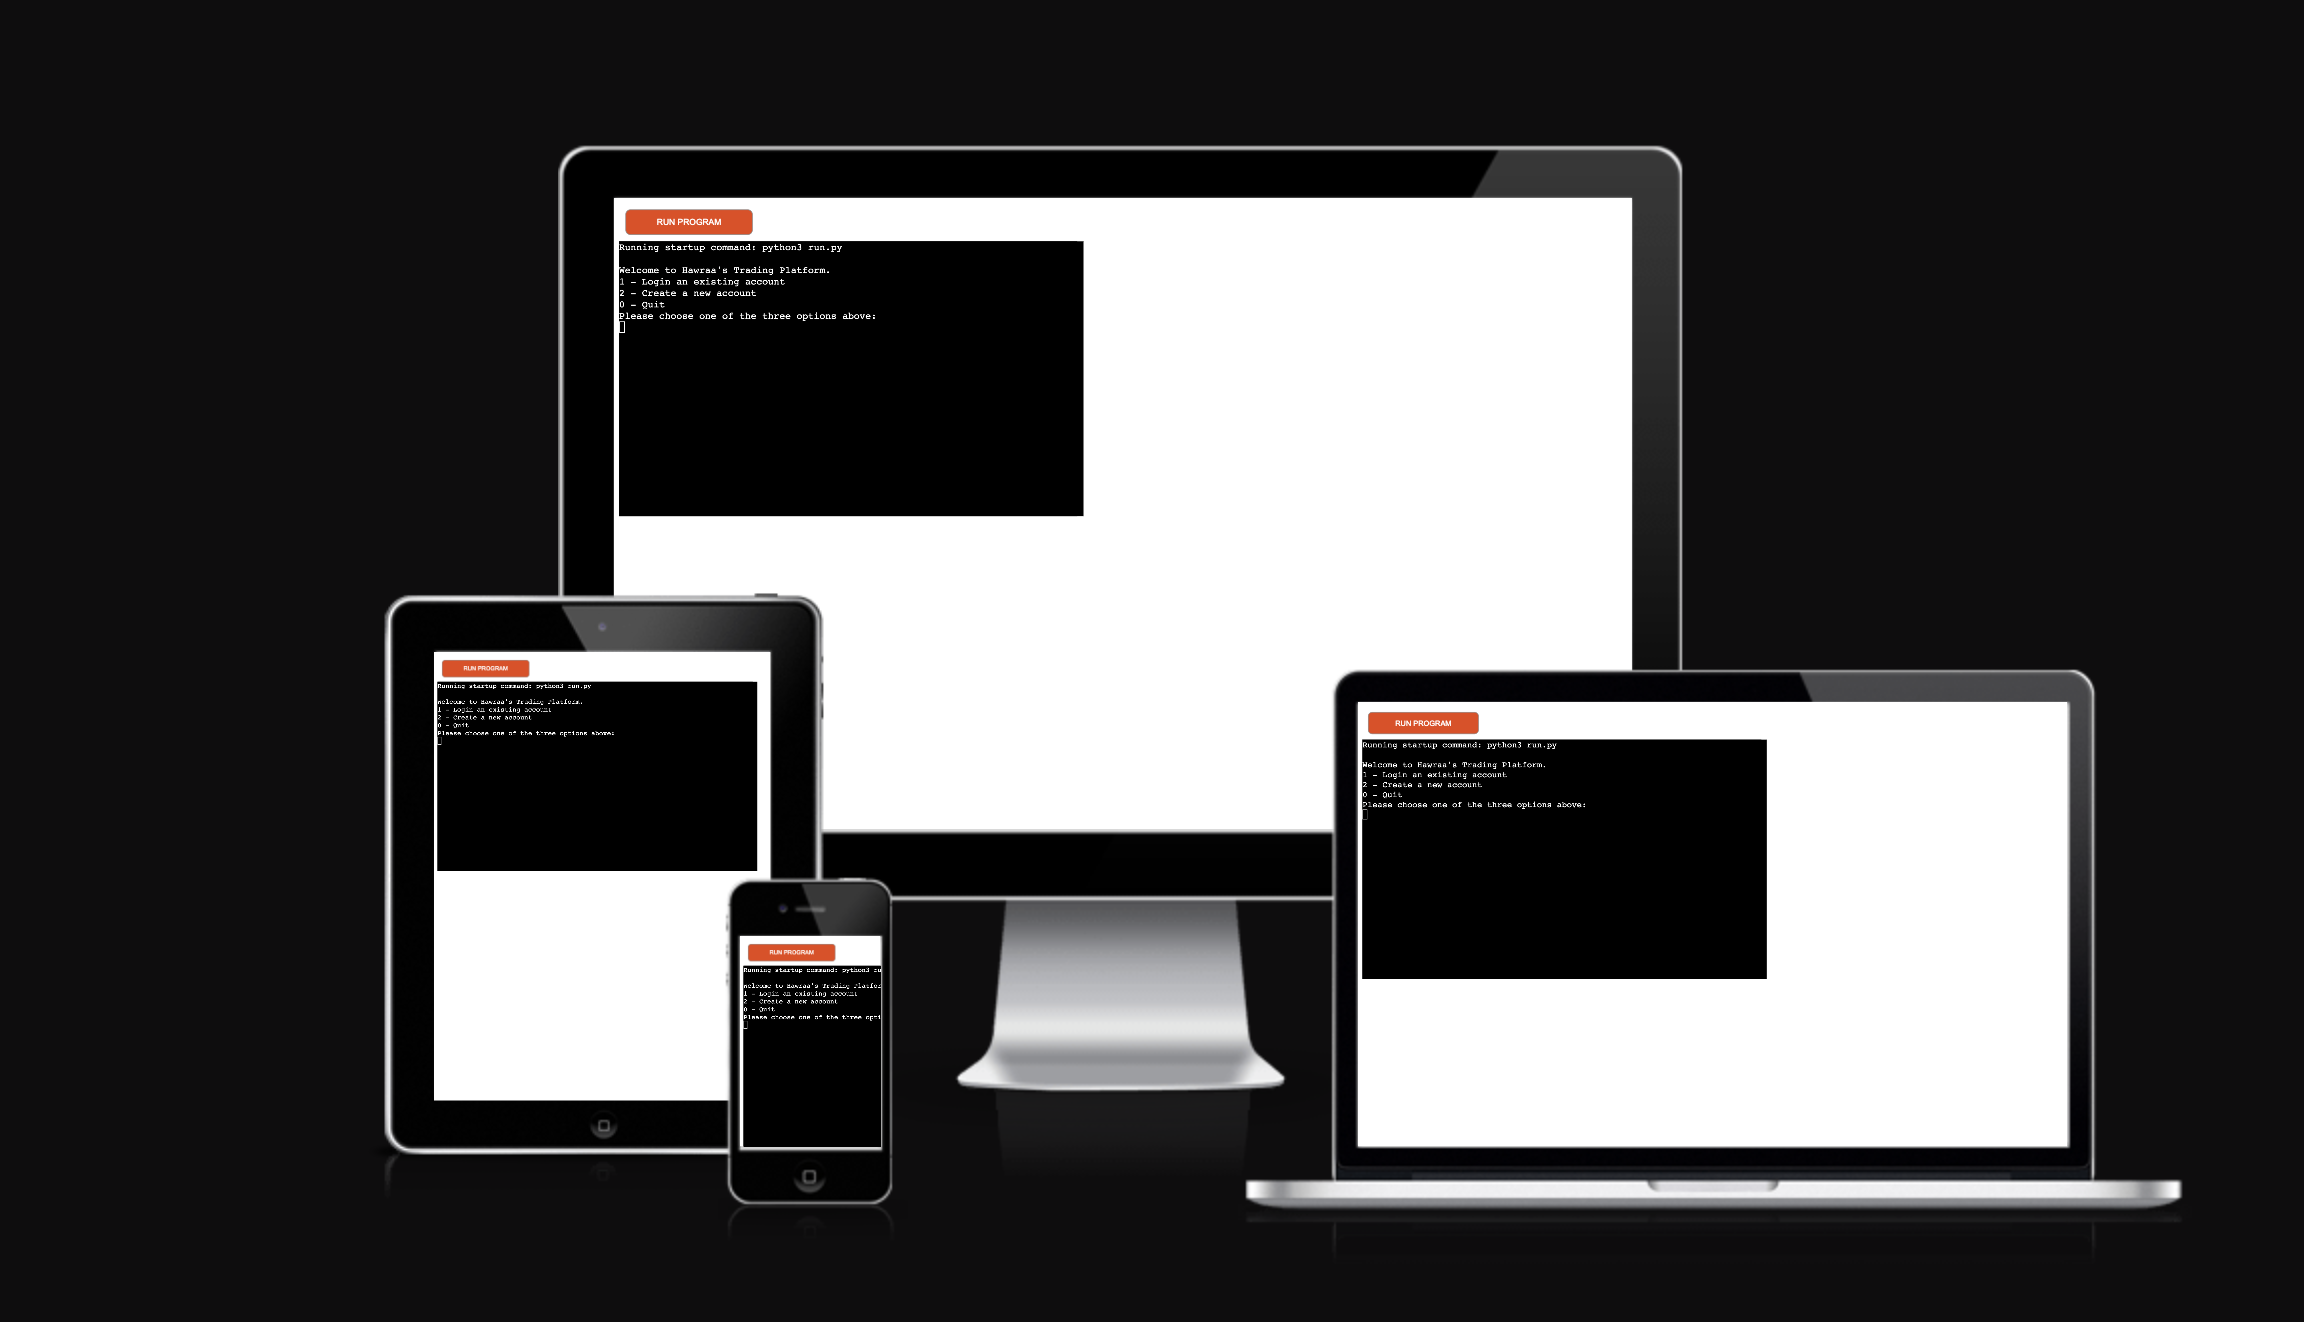 RUN PROGRAM
Running startup command: python3 run.py
Welcome to Hawraa's Trading Platform.
1 - Login an existing account
2 - Create a new account
0 - Quit
Please choose one of the three options above:
RUN PROGRAM
Running startup command: python3 run.py
Welcome to Hawraa's Trading Platform.
1 - Login an existing account
2 - Create a new account
0 - Quit
Please choose one of the three options above:
RUN PROGRAM
Running startup command: python3 ru
Welcome to Hawraa's Trading Platfor
1 - Login an existing account
2 - Create a new account
0 - Quit
Please choose one of the three opti
RUN PROGRAM
Running startup command: python3 run.py
Welcome to Hawraa's Trading Platform.
1 - Login an existing account
2 - Create a new account
0 - Quit
Please choose one of the three options above: